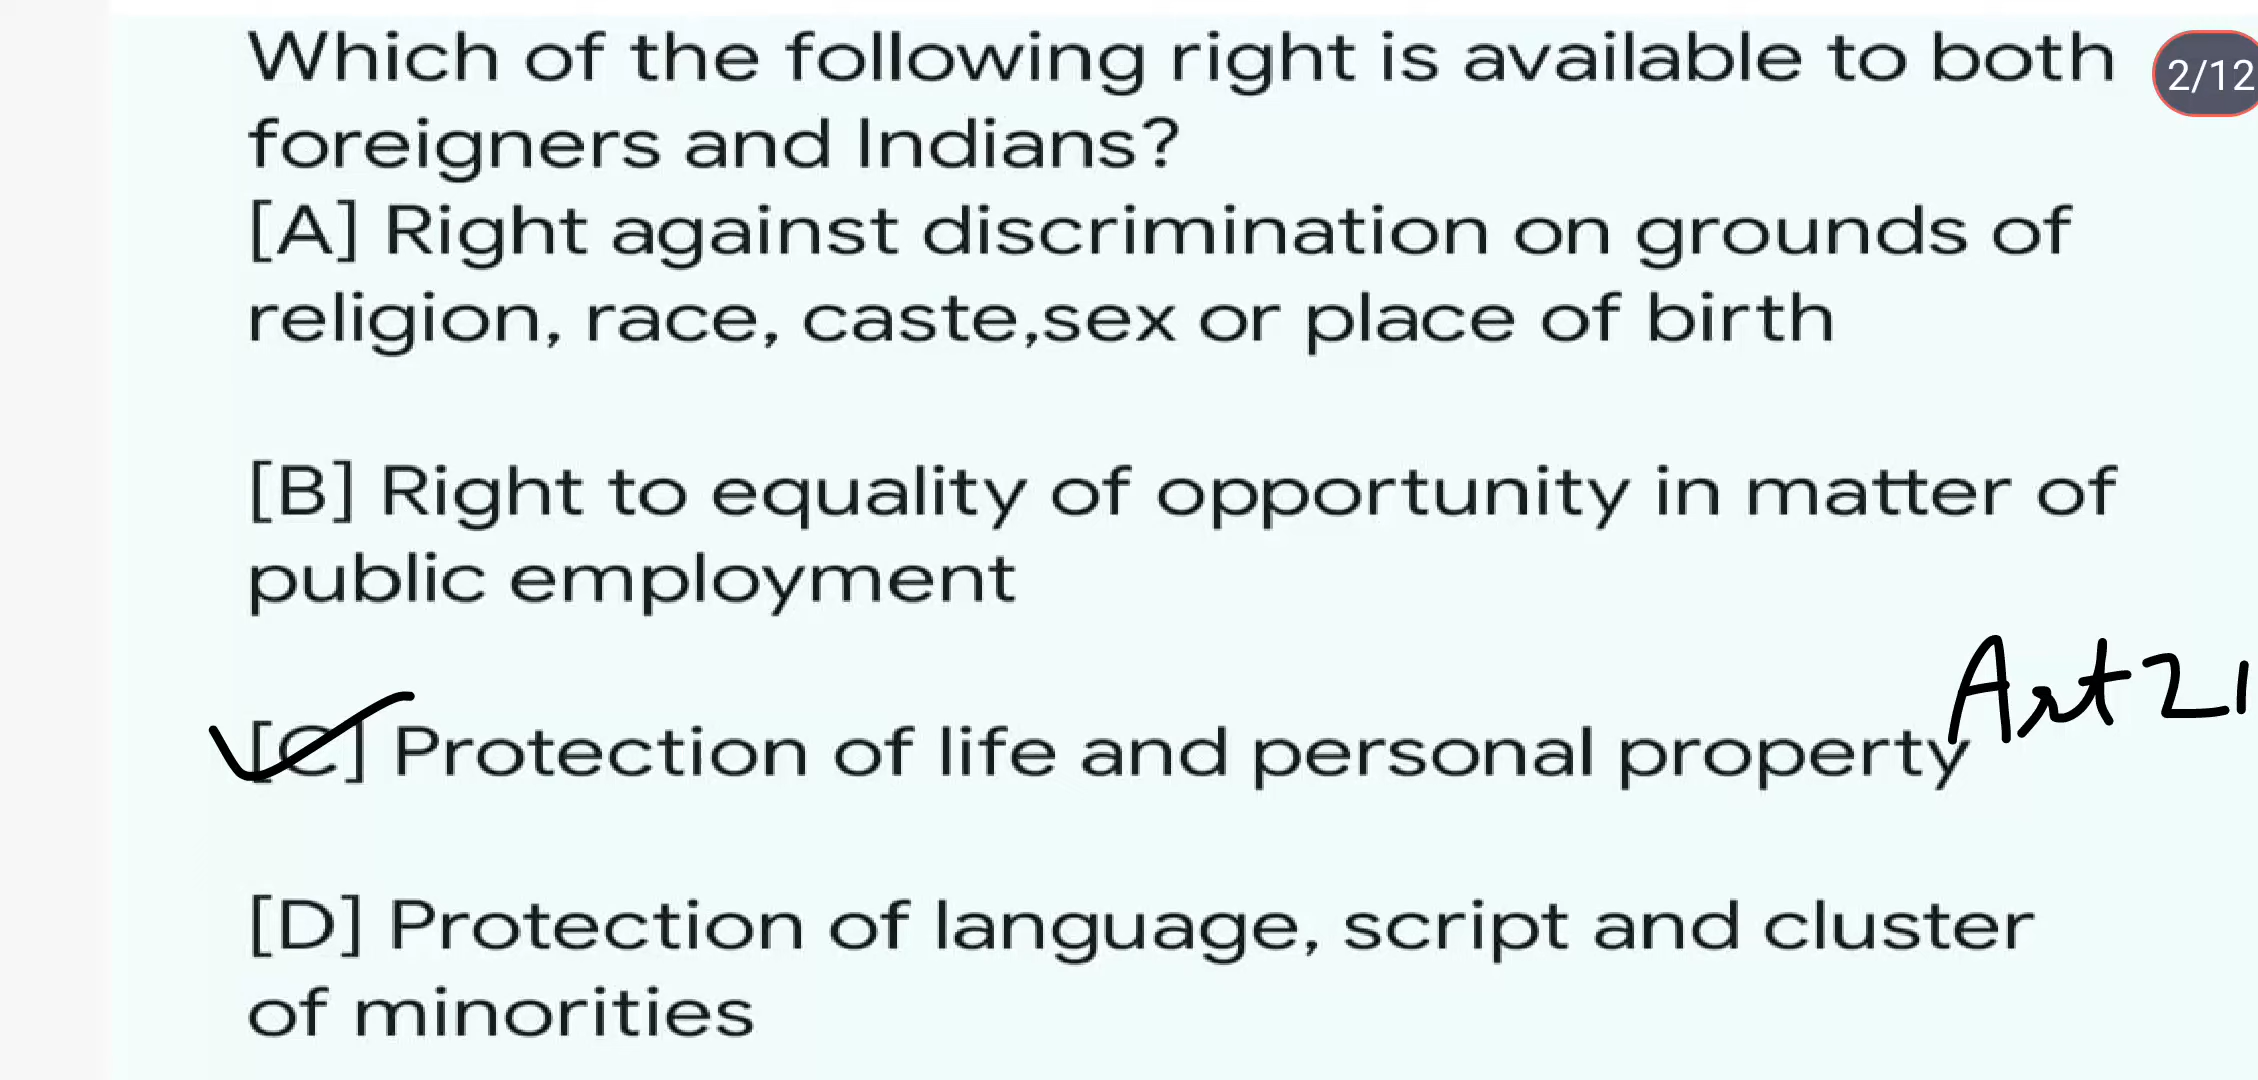 Which of the following right is available to both
2/12
foreigners and Indians?
[A] Right against discrimination on grounds of
religion, race, caste,sex or place of birth
[B] Right to equality of opportunity in matter of
public employment
Art 21
[C] Protection of life and personal property
[D] Protection of language, script and cluster
of minorities